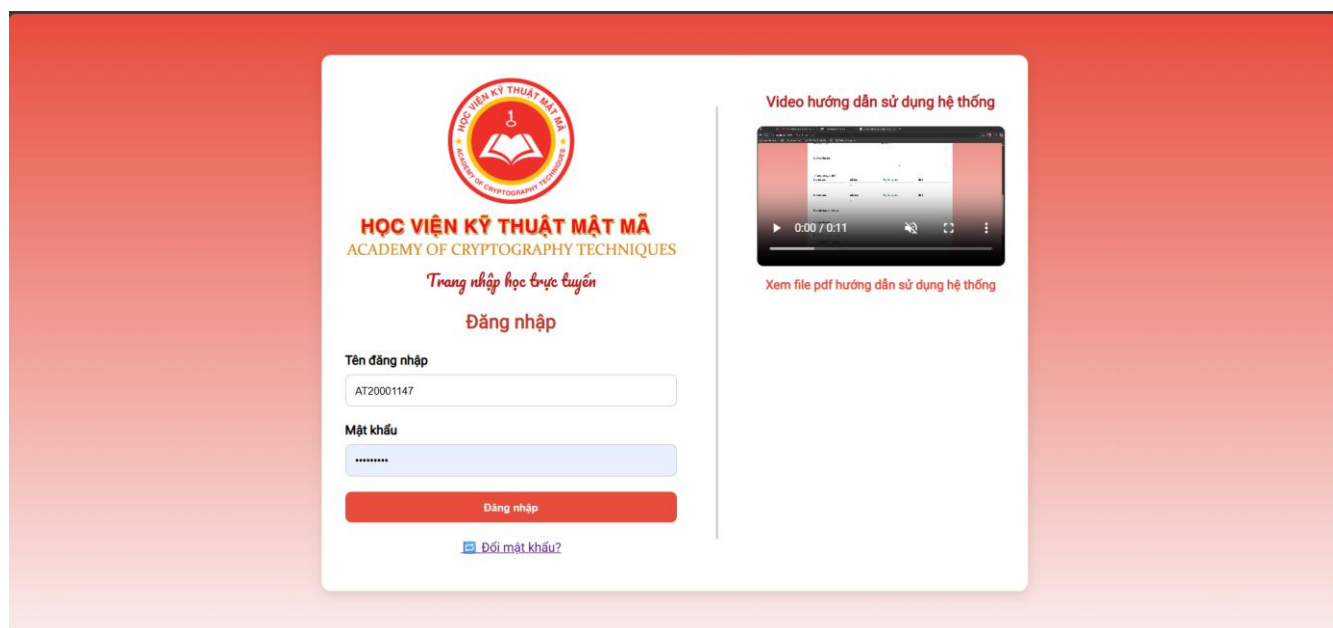 HỌC VIỆN KỸ THUẬT MẬT MÃ
ACADEMY OF CRYPTOGRAPHY TECHNIQUES
HỌC VIỆN KỸ THUẬT MẬT MÃ
ACADEMY OF CRYPTOGRAPHY TECHNIQUES
Trang nhập học trực tuyến
Đăng nhập
Tên đăng nhập
AT20001147
Mật khẩu
•••••••••
Đăng nhập
Đổi mật khẩu?
Video hướng dẫn sử dụng hệ thống
0:00 / 0:11
Xem file pdf hướng dẫn sử dụng hệ thống